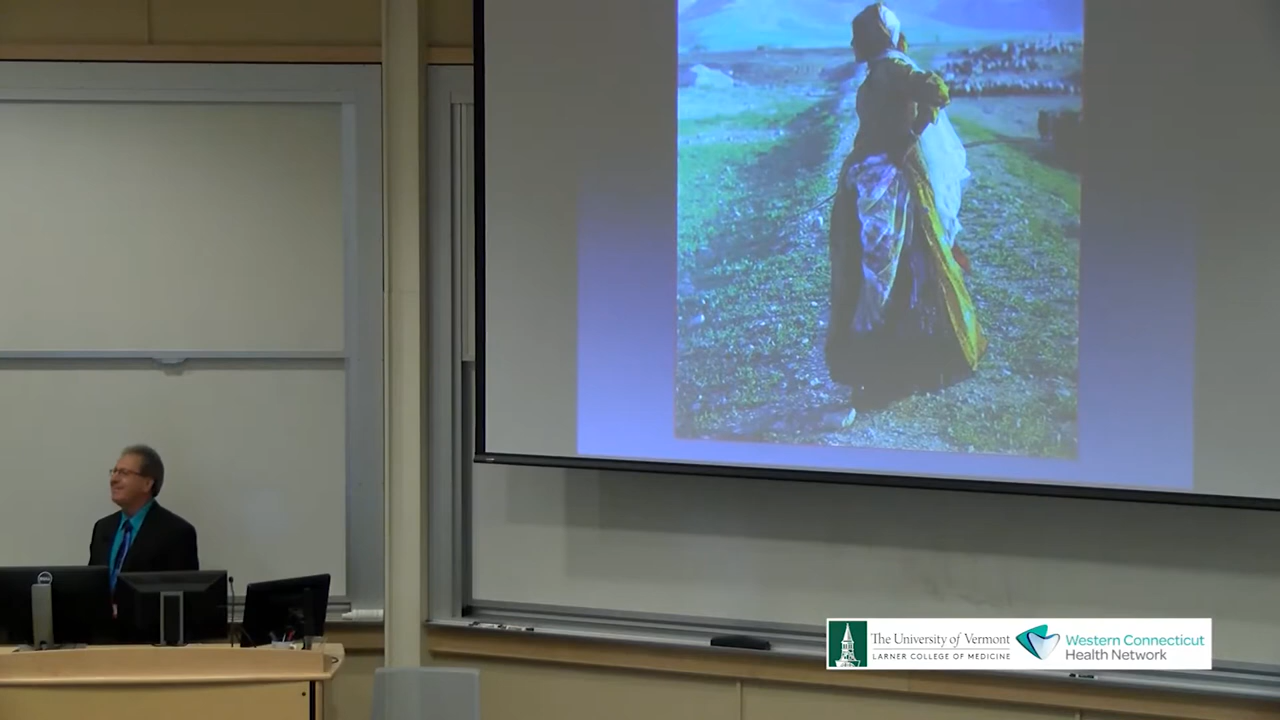 The University of Vermont
LARNER COLLEGE OF MEDICINE
Western Connecticut
Health Network